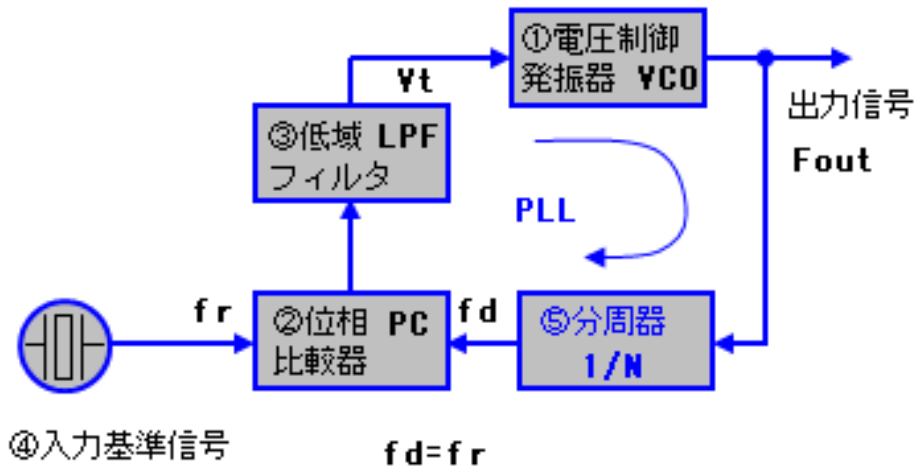 ①電圧制御
発振器 VCO
Vt
出力信号
Fout
③低域 LPF
フィルタ
PLL
fr
②位相 PC
比較器
fd
⑤分周器
1/N
④入力基準信号
fd=fr